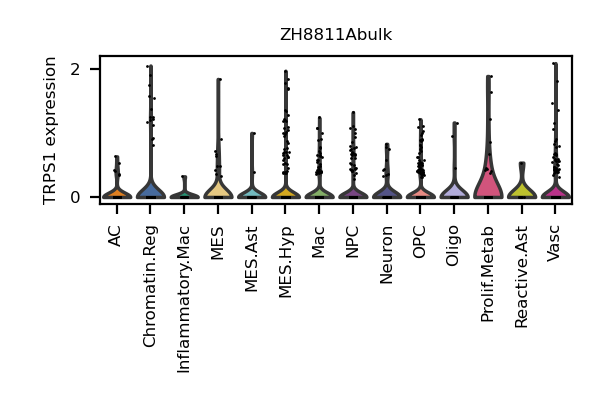 ZH8811Abulk
TRPS1 expression
2
0
AC
Chromatin.Reg
Inflammatory.Mac
MES
MES.Ast
MES.Hyp
Mac
NPC
Neuron
OPC
Oligo
Prolif.Metab
Reactive.Ast
Vasc